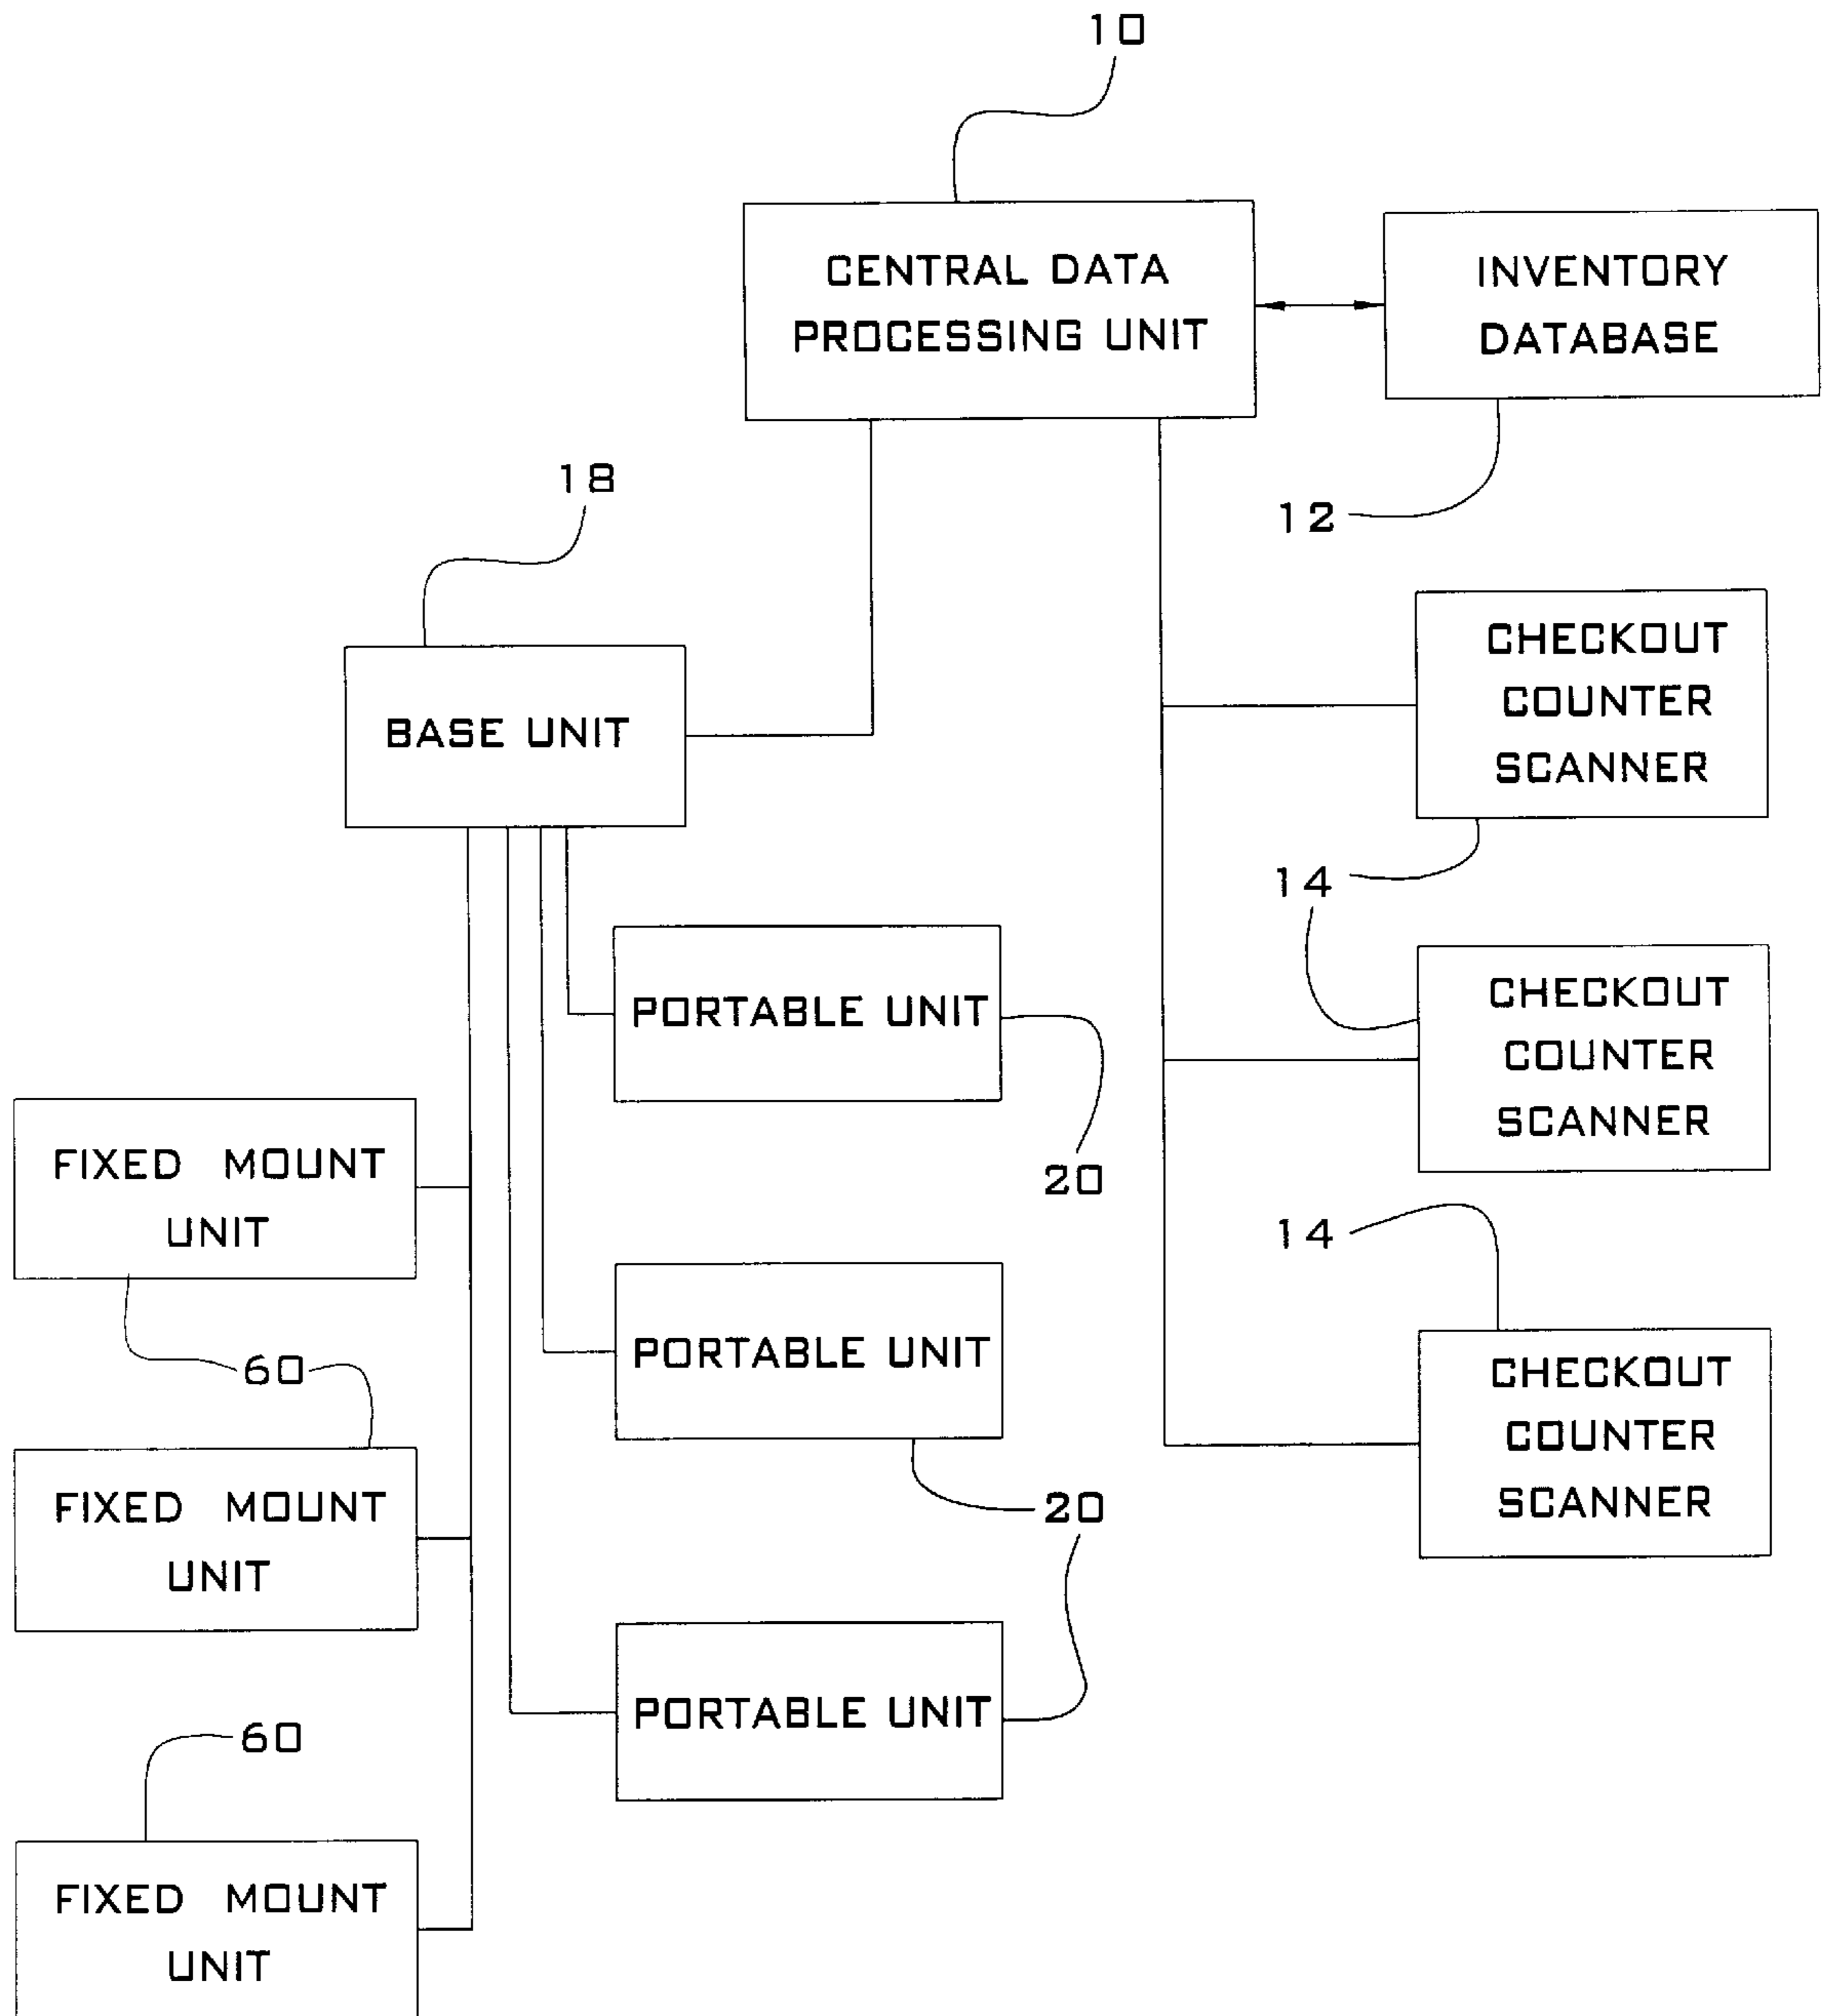 10
CENTRAL DATA
PROCESSING UNIT
INVENTORY
DATABASE
12
18
BASE UNIT
CHECKOUT
COUNTER
SCANNER
14
CHECKOUT
COUNTER
SCANNER
14
CHECKOUT
COUNTER
SCANNER
PORTABLE UNIT
20
PORTABLE UNIT
20
PORTABLE UNIT
FIXED MOUNT
UNIT
60
FIXED MOUNT
UNIT
60
FIXED MOUNT
UNIT